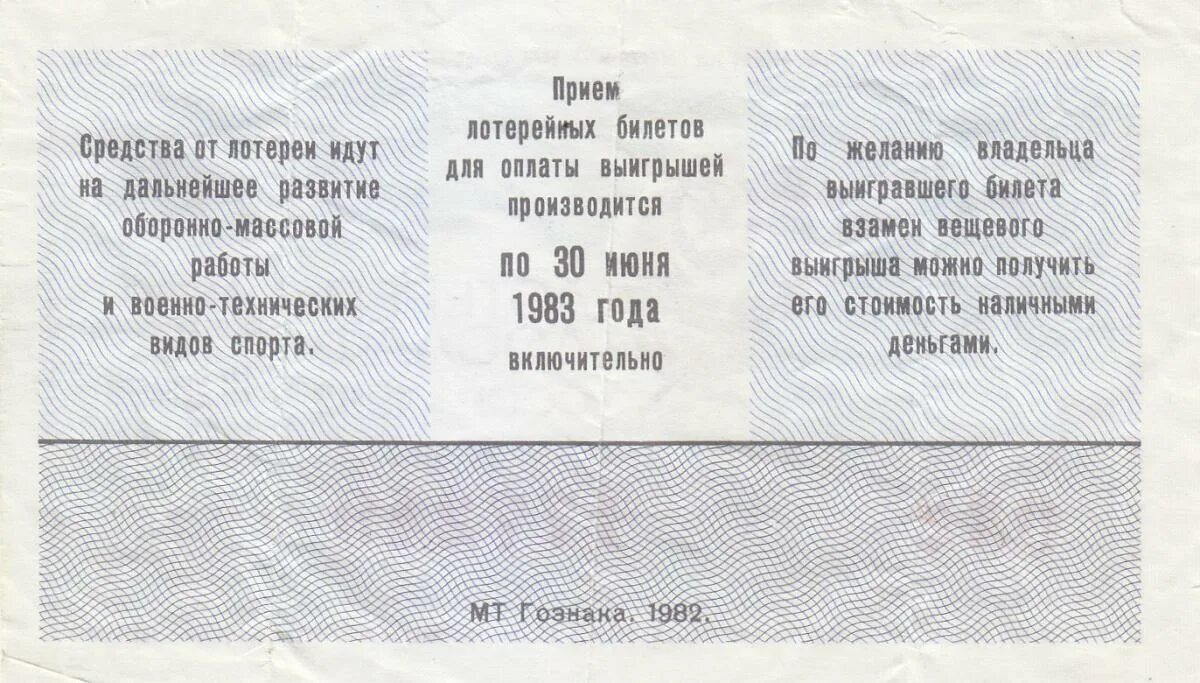 Средства от лотереи идут
на дальнейшее развитие
оборонно-массовой
работы
и военно-технических
видов спорта.
Прием
лотерейных билетов
для оплаты выигрышей
производится
по 30 июня
1983 года
включительно
По желанию владельца
выигравшего билета
взамен вещевого
выигрыша можно получить
его стоимость наличными
деньгами.
МТ Гознака. 1982.